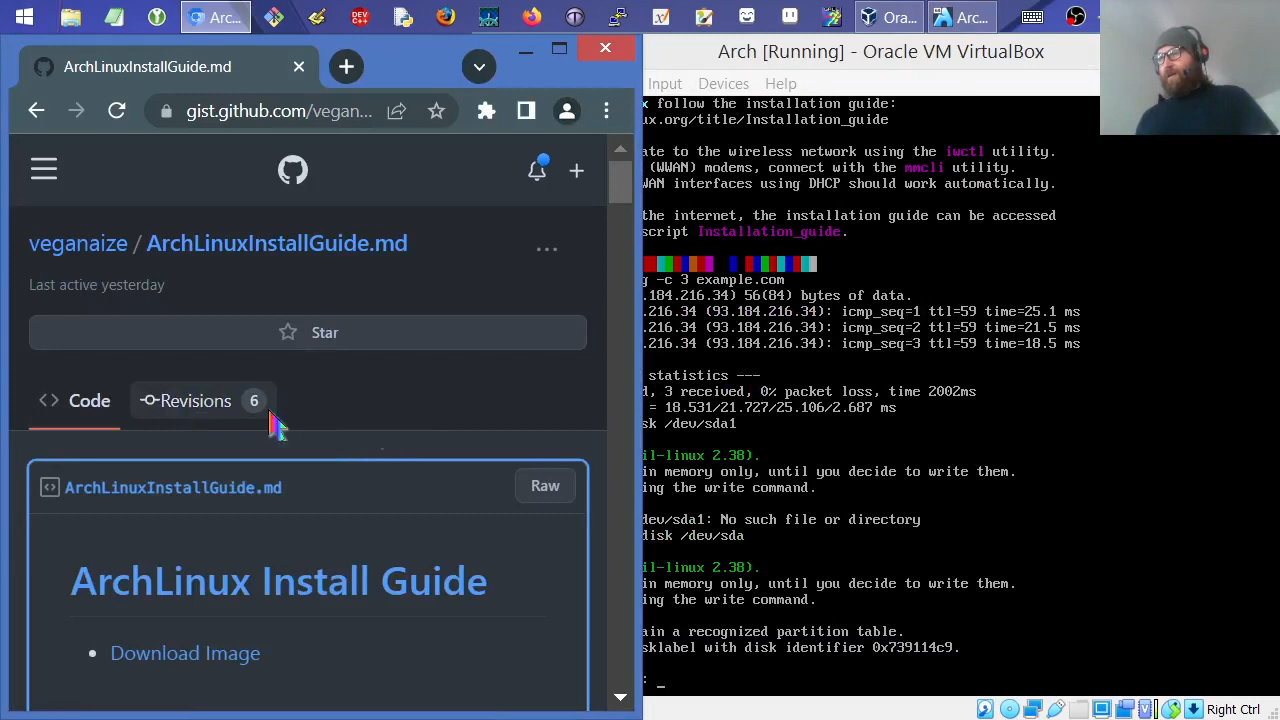 Arc...
DEV
C++
Ora...
Arc...
ArchLinuxInstallGuide.md
gist.github.com/vegan...
veganaize / ArchLinuxInstallGuide.md
Last active yesterday
Star
Code
Revisions 6
ArchLinuxInstallGuide.md
Raw
ArchLinux Install Guide
Download Image
Arch [Running] - Oracle VM VirtualBox
Input Devices Help
x follow the installation guide:
ux.org/title/Installation_guide
ate to the wireless network using the iwctl utility.
(WWAN) modems, connect with the mmcli utility.
WAN interfaces using DHCP should work automatically.
the internet, the installation guide can be accessed
script Installation_guide.
g -c 3 example.com
.184.216.34) 56(84) bytes of data.
.216.34 (93.184.216.34): icmp_seq=1 ttl=59 time=25.1 ms
.216.34 (93.184.216.34): icmp_seq=2 ttl=59 time=21.5 ms
.216.34 (93.184.216.34): icmp_seq=3 ttl=59 time=18.5 ms
statistics ---
d, 3 received, 0% packet loss, time 2002ms
= 18.531/21.727/25.106/2.687 ms
sk /dev/sda1
il-linux 2.38).
in memory only, until you decide to write them.
ing the write command.
dev/sda1: No such file or directory
disk /dev/sda
il-linux 2.38).
in memory only, until you decide to write them.
ing the write command.
ain a recognized partition table.
sklabel with disk identifier 0x739114c9.
: _
Right Ctrl